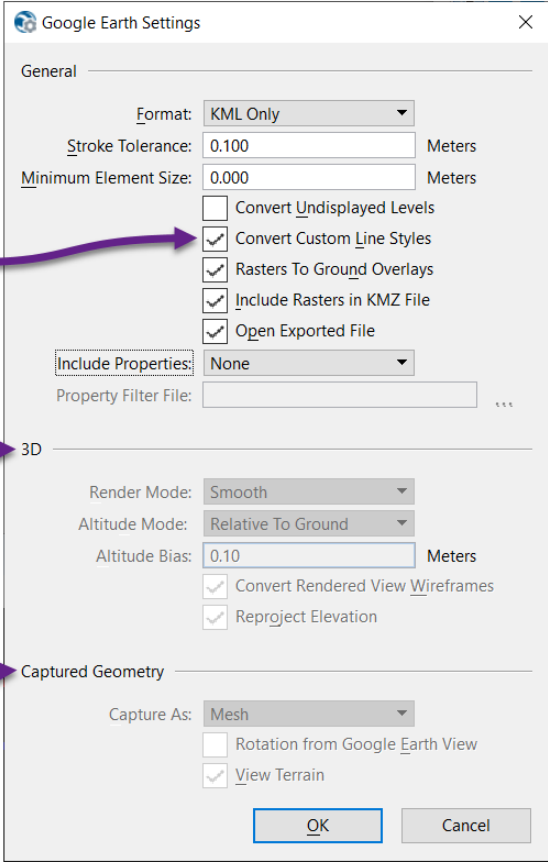 Google Earth Settings
General
Format: KML Only
Stroke Tolerance: 0.100 Meters
Minimum Element Size: 0.000 Meters
Convert Undisplayed Levels
Convert Custom Line Styles
Rasters To Ground Overlays
Include Rasters in KMZ File
Open Exported File
Include Properties: None
Property Filter File: ...
3D
Render Mode: Smooth
Altitude Mode: Relative To Ground
Altitude Bias: 0.10 Meters
Convert Rendered View Wireframes
Reproject Elevation
Captured Geometry
Capture As: Mesh
Rotation from Google Earth View
View Terrain
OK Cancel